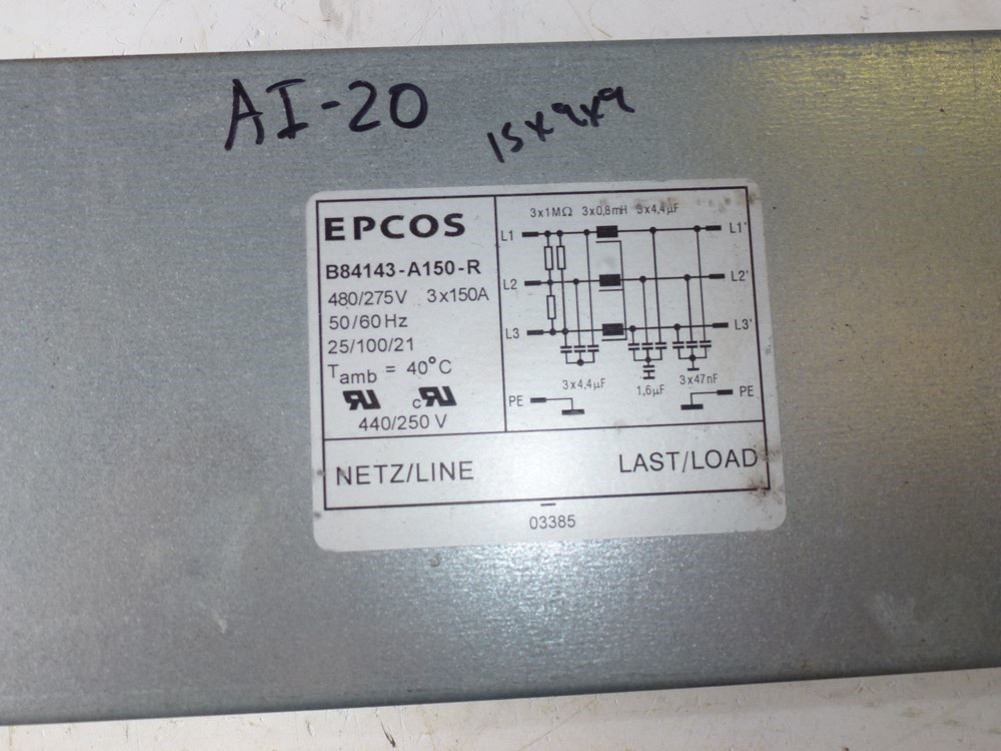 AI-20
15x9x9
EPCOS
B84143-A150-R
480/275V 3x150A
50/60Hz
25/100/21
Tamb = 40°C
RU cRU
440/250 V
3x1MΩ 3x0,8mH 3x4,4µF
L1 L1'
L2 L2'
L3 L3'
3x4,4µF 1,6µF 3x47nF
PE PE
NETZ/LINE LAST/LOAD
03385